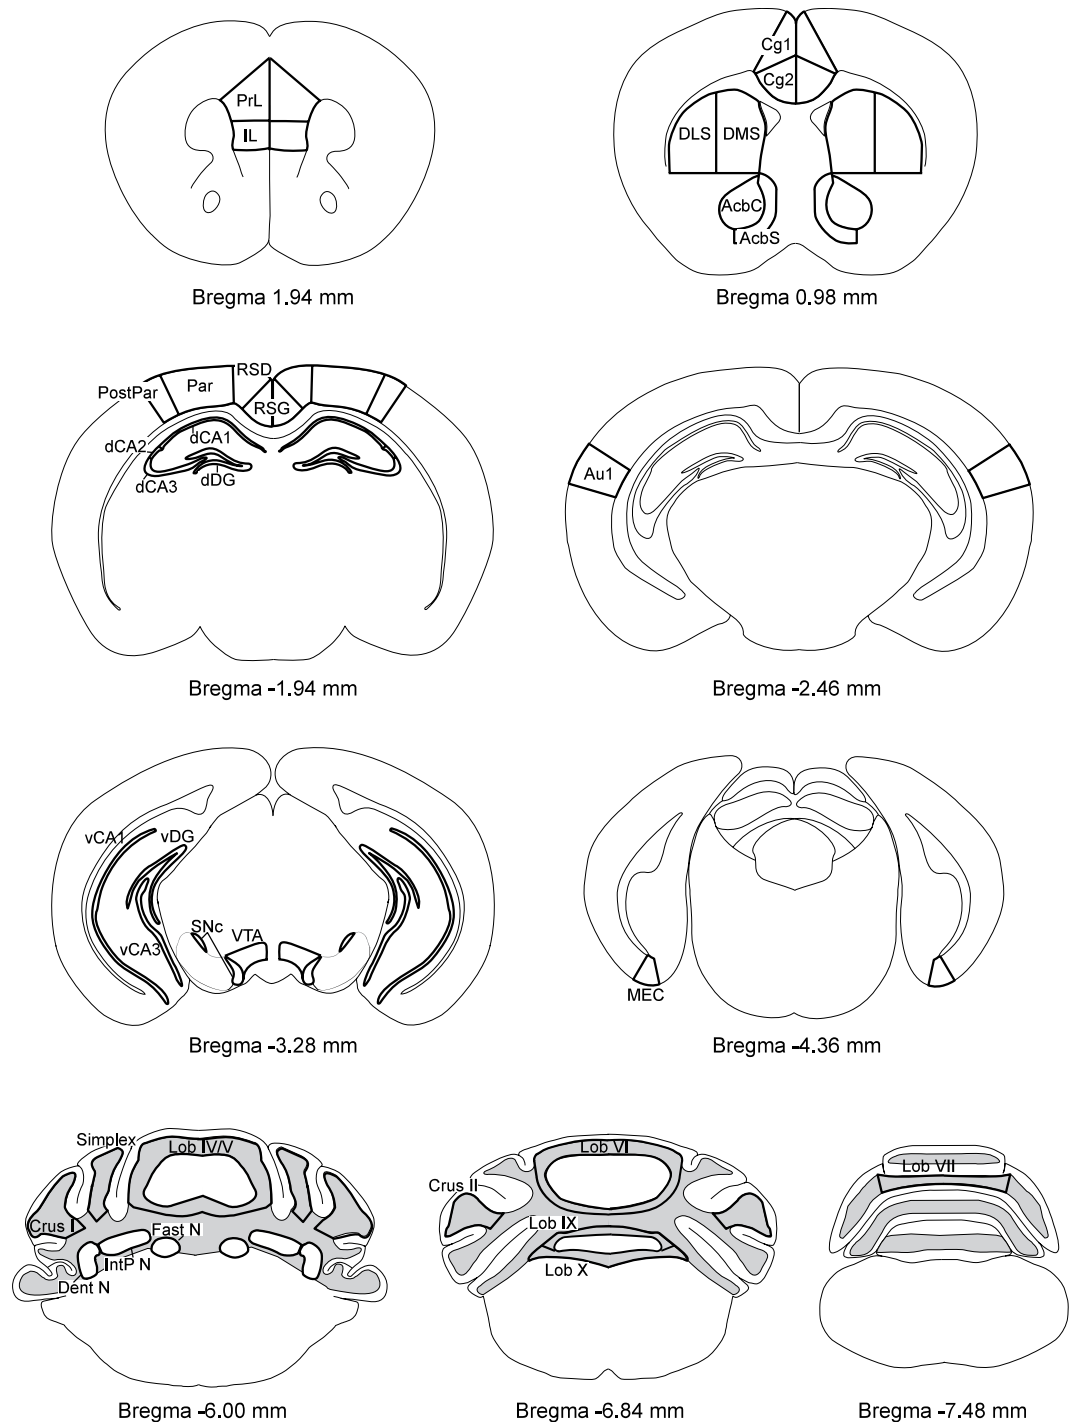 PrL
IL
Bregma 1.94 mm
Cg1
Cg2
DLS DMS
AcbC
AcbS
Bregma 0.98 mm
RSD
PostPar Par
RSG
dCA2 dCA1
dCA3 dDG
Bregma -1.94 mm
Au1
Bregma -2.46 mm
vCA1 vDG
SNc
VTA
vCA3
Bregma -3.28 mm
MEC
Bregma -4.36 mm
Simplex
Lob IV/V
Crus I
Fast N
IntP N
Dent N
Bregma -6.00 mm
Lob VI
Crus II
Lob IX
Lob X
Bregma -6.84 mm
Lob VII
Bregma -7.48 mm